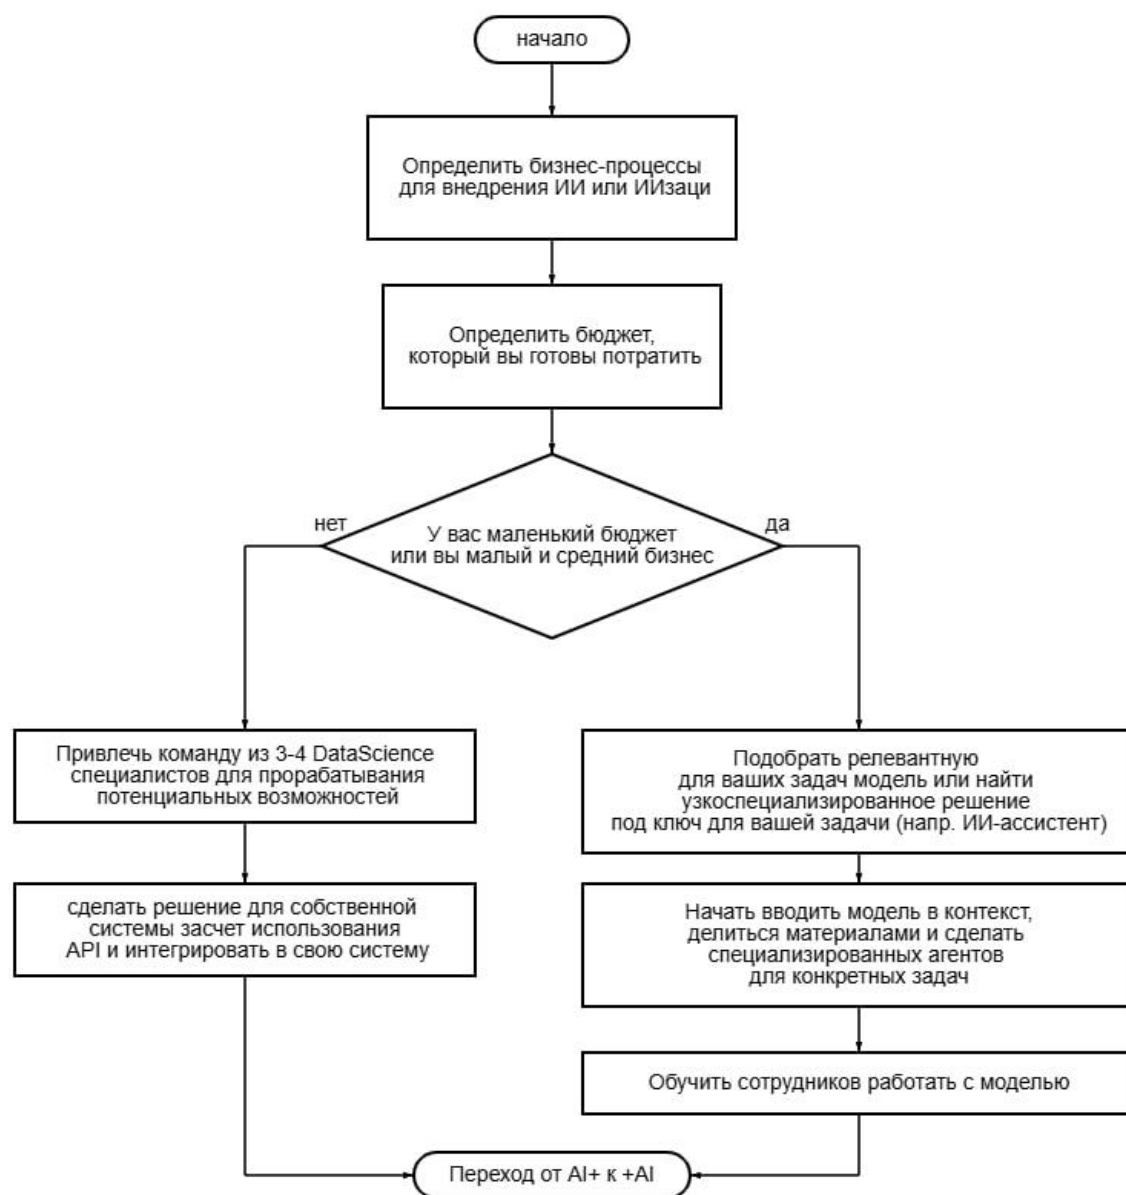 начало
Определить бизнес-процессы
для внедрения ИИ или ИИзаци
Определить бюджет,
который вы готовы потратить
нет
да
У вас маленький бюджет
или вы малый и средний бизнес
Привлечь команду из 3-4 DataScience
специалистов для прорабатывания
потенциальных возможностей
сделать решение для собственной
системы засчет использования
API и интегрировать в свою систему
Подобрать релевантную
для ваших задач модель или найти
узкоспециализированное решение
под ключ для вашей задачи (напр. ИИ-ассистент)
Начать вводить модель в контекст,
делиться материалами и сделать
специализированных агентов
для конкретных задач
Обучить сотрудников работать с моделью
Переход от AI+ к +AI